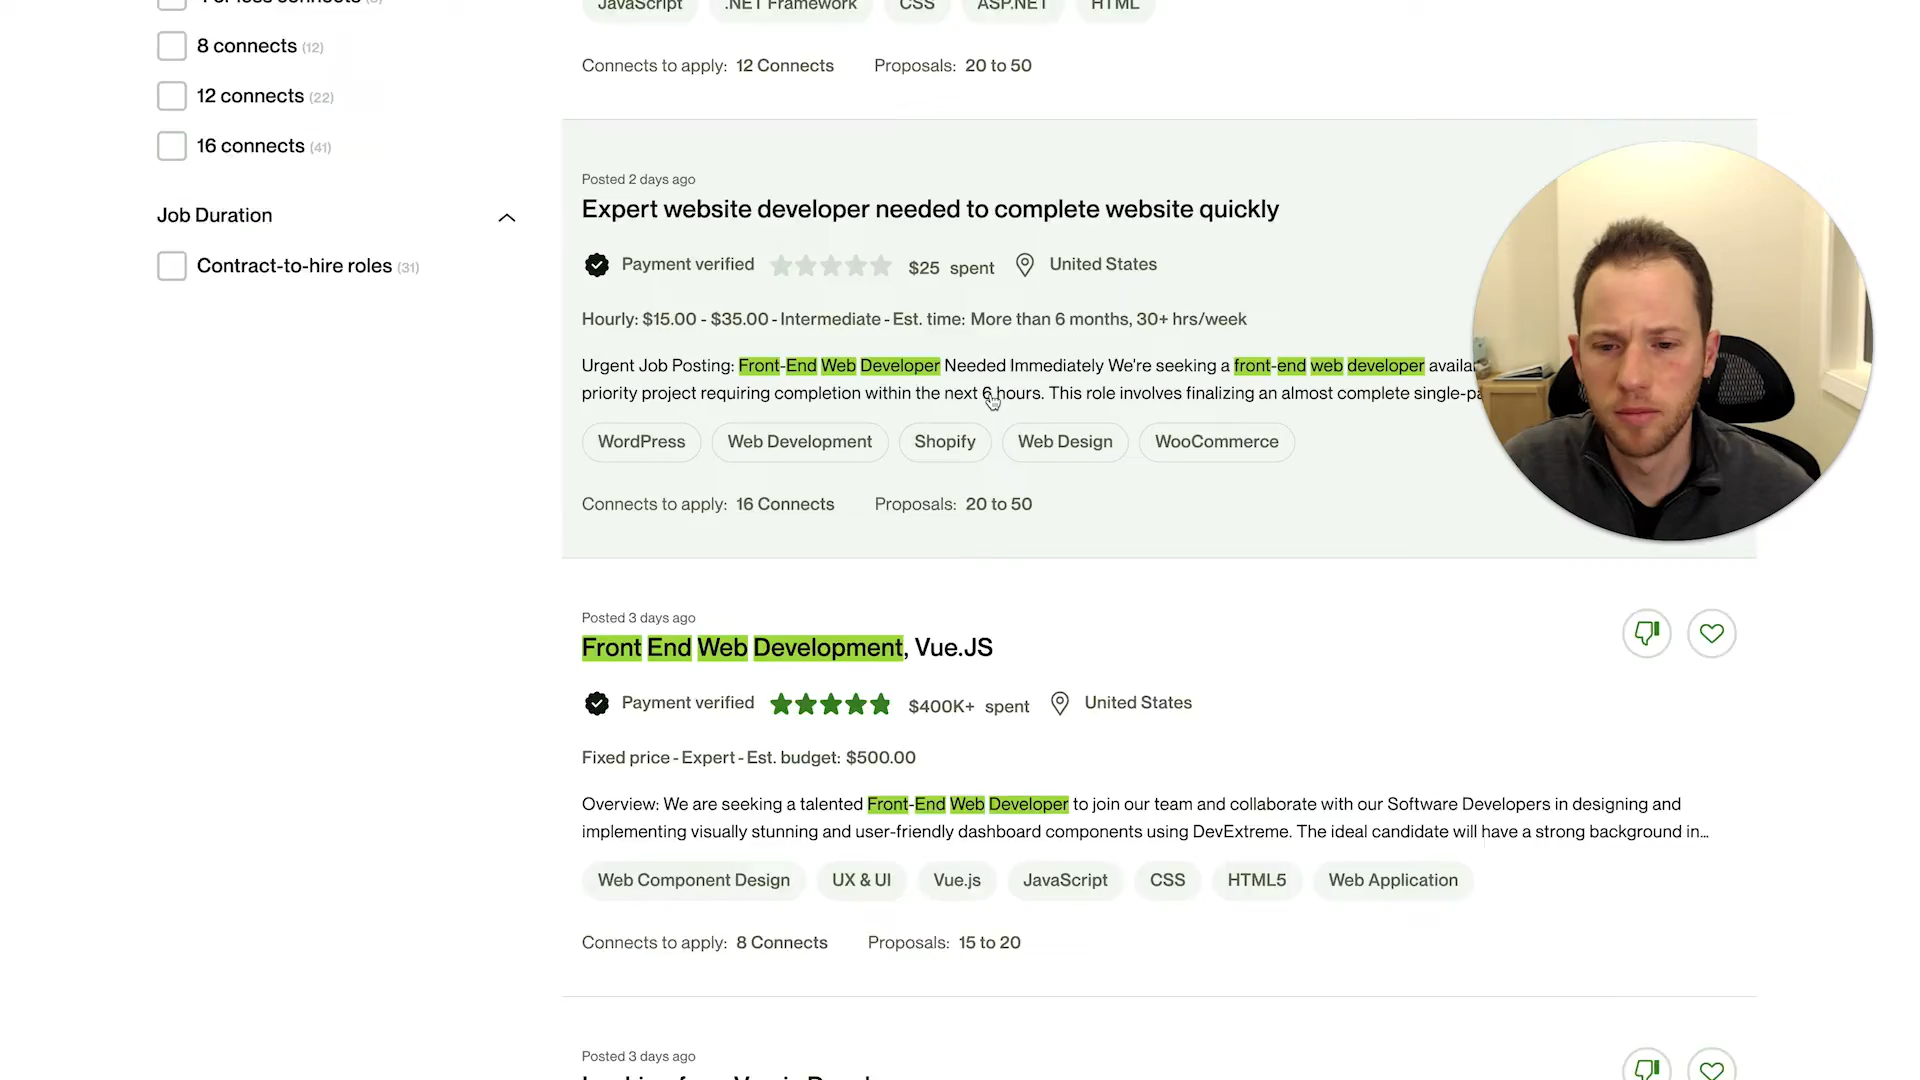 8 connects (12)
12 connects (22)
16 connects (41)
Job Duration
Contract-to-hire roles (31)
JavaScript .NET Framework CSS ASP.NET HTML
Connects to apply: 12 Connects Proposals: 20 to 50
Posted 2 days ago
Expert website developer needed to complete website quickly
Payment verified $25 spent United States
Hourly: $15.00 - $35.00 - Intermediate - Est. time: More than 6 months, 30+ hrs/week
Urgent Job Posting: Front-End Web Developer Needed Immediately We're seeking a front-end web developer
priority project requiring completion within the next 6 hours. This role involves finalizing an almost complete
WordPress Web Development Shopify Web Design WooCommerce
Connects to apply: 16 Connects Proposals: 20 to 50
Posted 3 days ago
Front End Web Development, Vue.JS
Payment verified $400K+ spent United States
Fixed price - Expert - Est. budget: $500.00
Overview: We are seeking a talented Front-End Web Developer to join our team and collaborate with our Software Developers in designing and
implementing visually stunning and user-friendly dashboard components using DevExtreme. The ideal candidate will have a strong background in...
Web Component Design UX & UI Vue.js JavaScript CSS HTML5 Web Application
Connects to apply: 8 Connects Proposals: 15 to 20
Posted 3 days ago